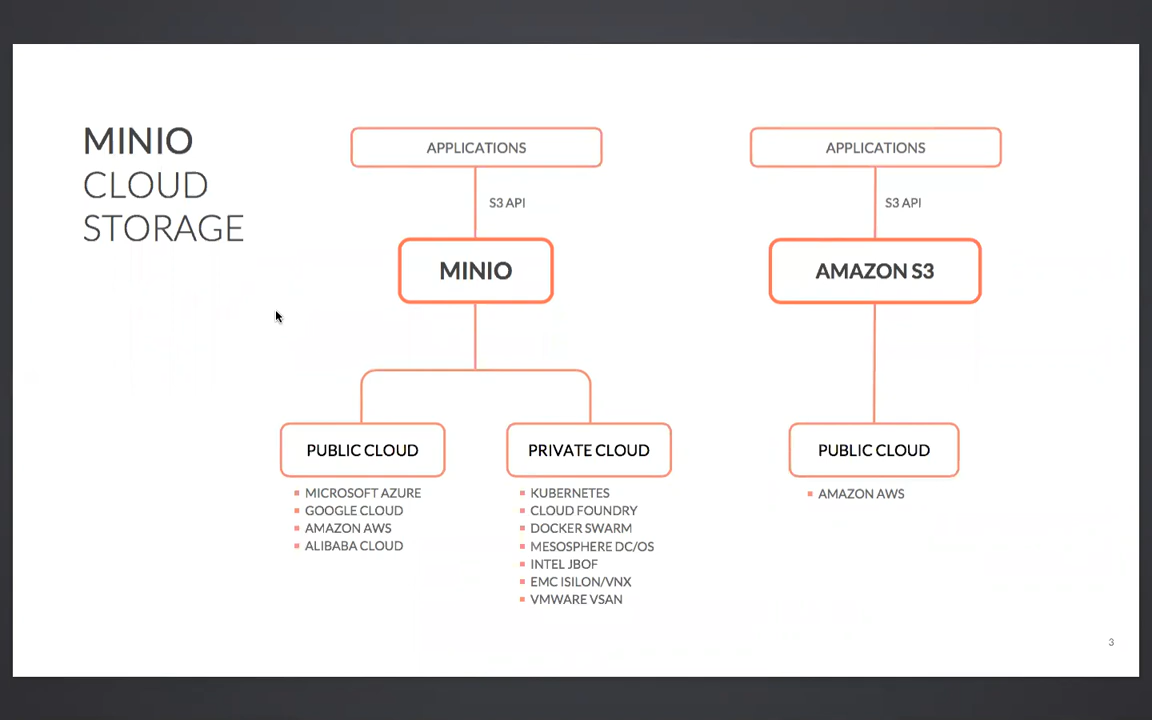 MINIO
CLOUD
STORAGE
APPLICATIONS
S3 API
MINIO
PUBLIC CLOUD
MICROSOFT AZURE
GOOGLE CLOUD
AMAZON AWS
ALIBABA CLOUD
PRIVATE CLOUD
KUBERNETES
CLOUD FOUNDRY
DOCKER SWARM
MESOSPHERE DC/OS
INTEL JBOF
EMC ISILON/VNX
VMWARE VSAN
APPLICATIONS
S3 API
AMAZON S3
PUBLIC CLOUD
AMAZON AWS
3